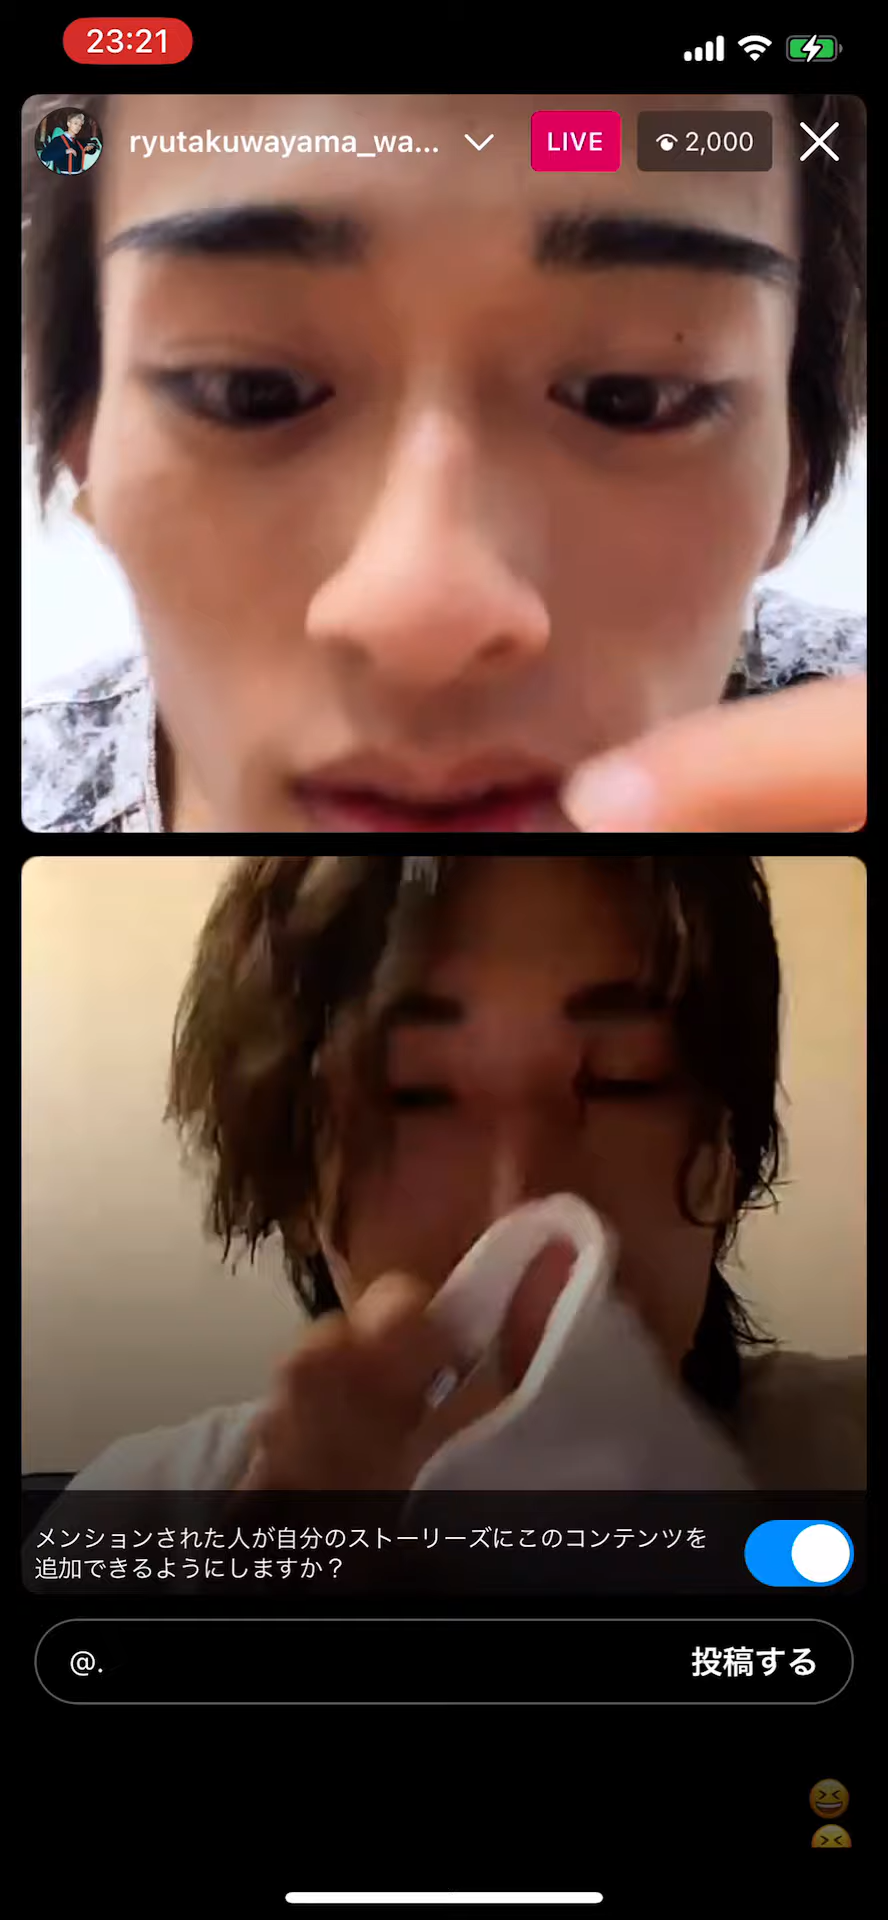 23:21
ryutakuwayama_wa...
LIVE
2,000
メンションされた人が自分のストーリーズにこのコンテンツを
追加できるようにしますか？
@.
投稿する